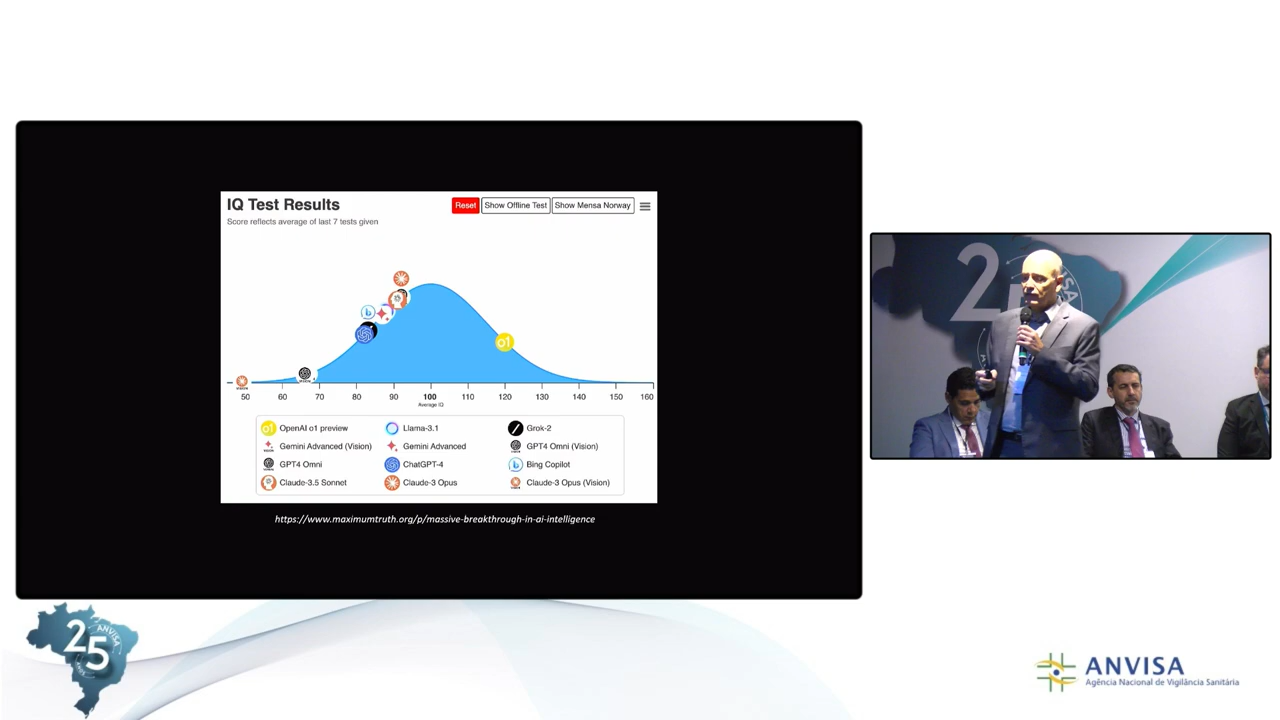 IQ Test Results
Score reflects average of last 7 tests given
Reset
Show Offline Test
Show Mensa Norway
o1
50 60 70 80 90 100 110 120 130 140 150 160
Average IQ
o1 OpenAI o1 preview
Llama-3.1
Grok-2
Gemini Advanced (Vision)
Gemini Advanced
GPT4 Omni (Vision)
GPT4 Omni
ChatGPT-4
Bing Copilot
Claude-3.5 Sonnet
Claude-3 Opus
Claude-3 Opus (Vision)
https://www.maximumtruth.org/p/massive-breakthrough-in-ai-intelligence
2
25
ANVISA
ANVISA
Agência Nacional de Vigilância Sanitária